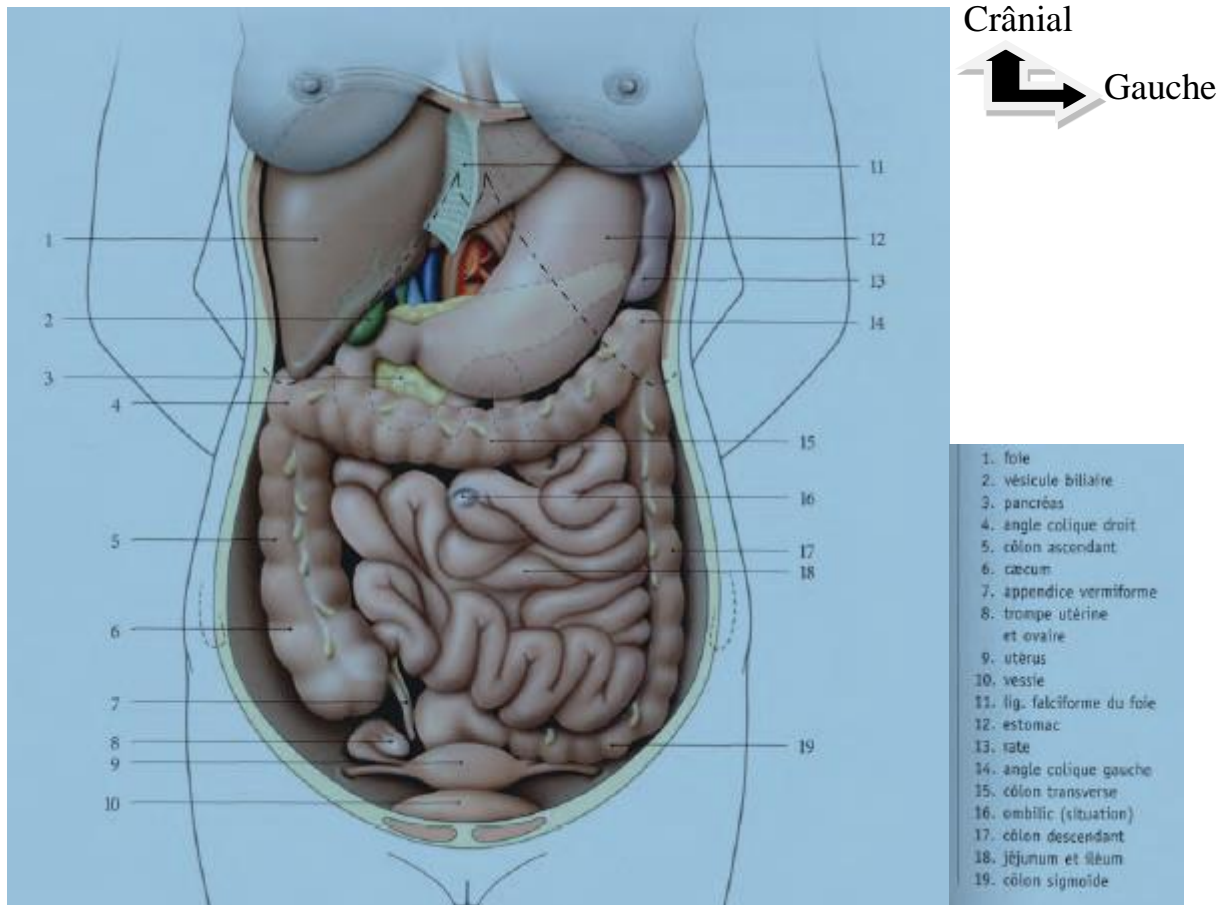 Crânial
Gauche
1
2
3
4
5
6
7
8
9
10
11
12
13
14
15
16
17
18
19
1. foie
2. vésicule biliaire
3. pancréas
4. angle colique droit
5. côlon ascendant
6. cæcum
7. appendice vermiforme
8. trompe utérine
et ovaire
9. utérus
10. vessie
11. lig. falciforme du foie
12. estomac
13. rate
14. angle colique gauche
15. côlon transverse
16. ombilic (situation)
17. côlon descendant
18. jéjunum et iléum
19. côlon sigmoïde